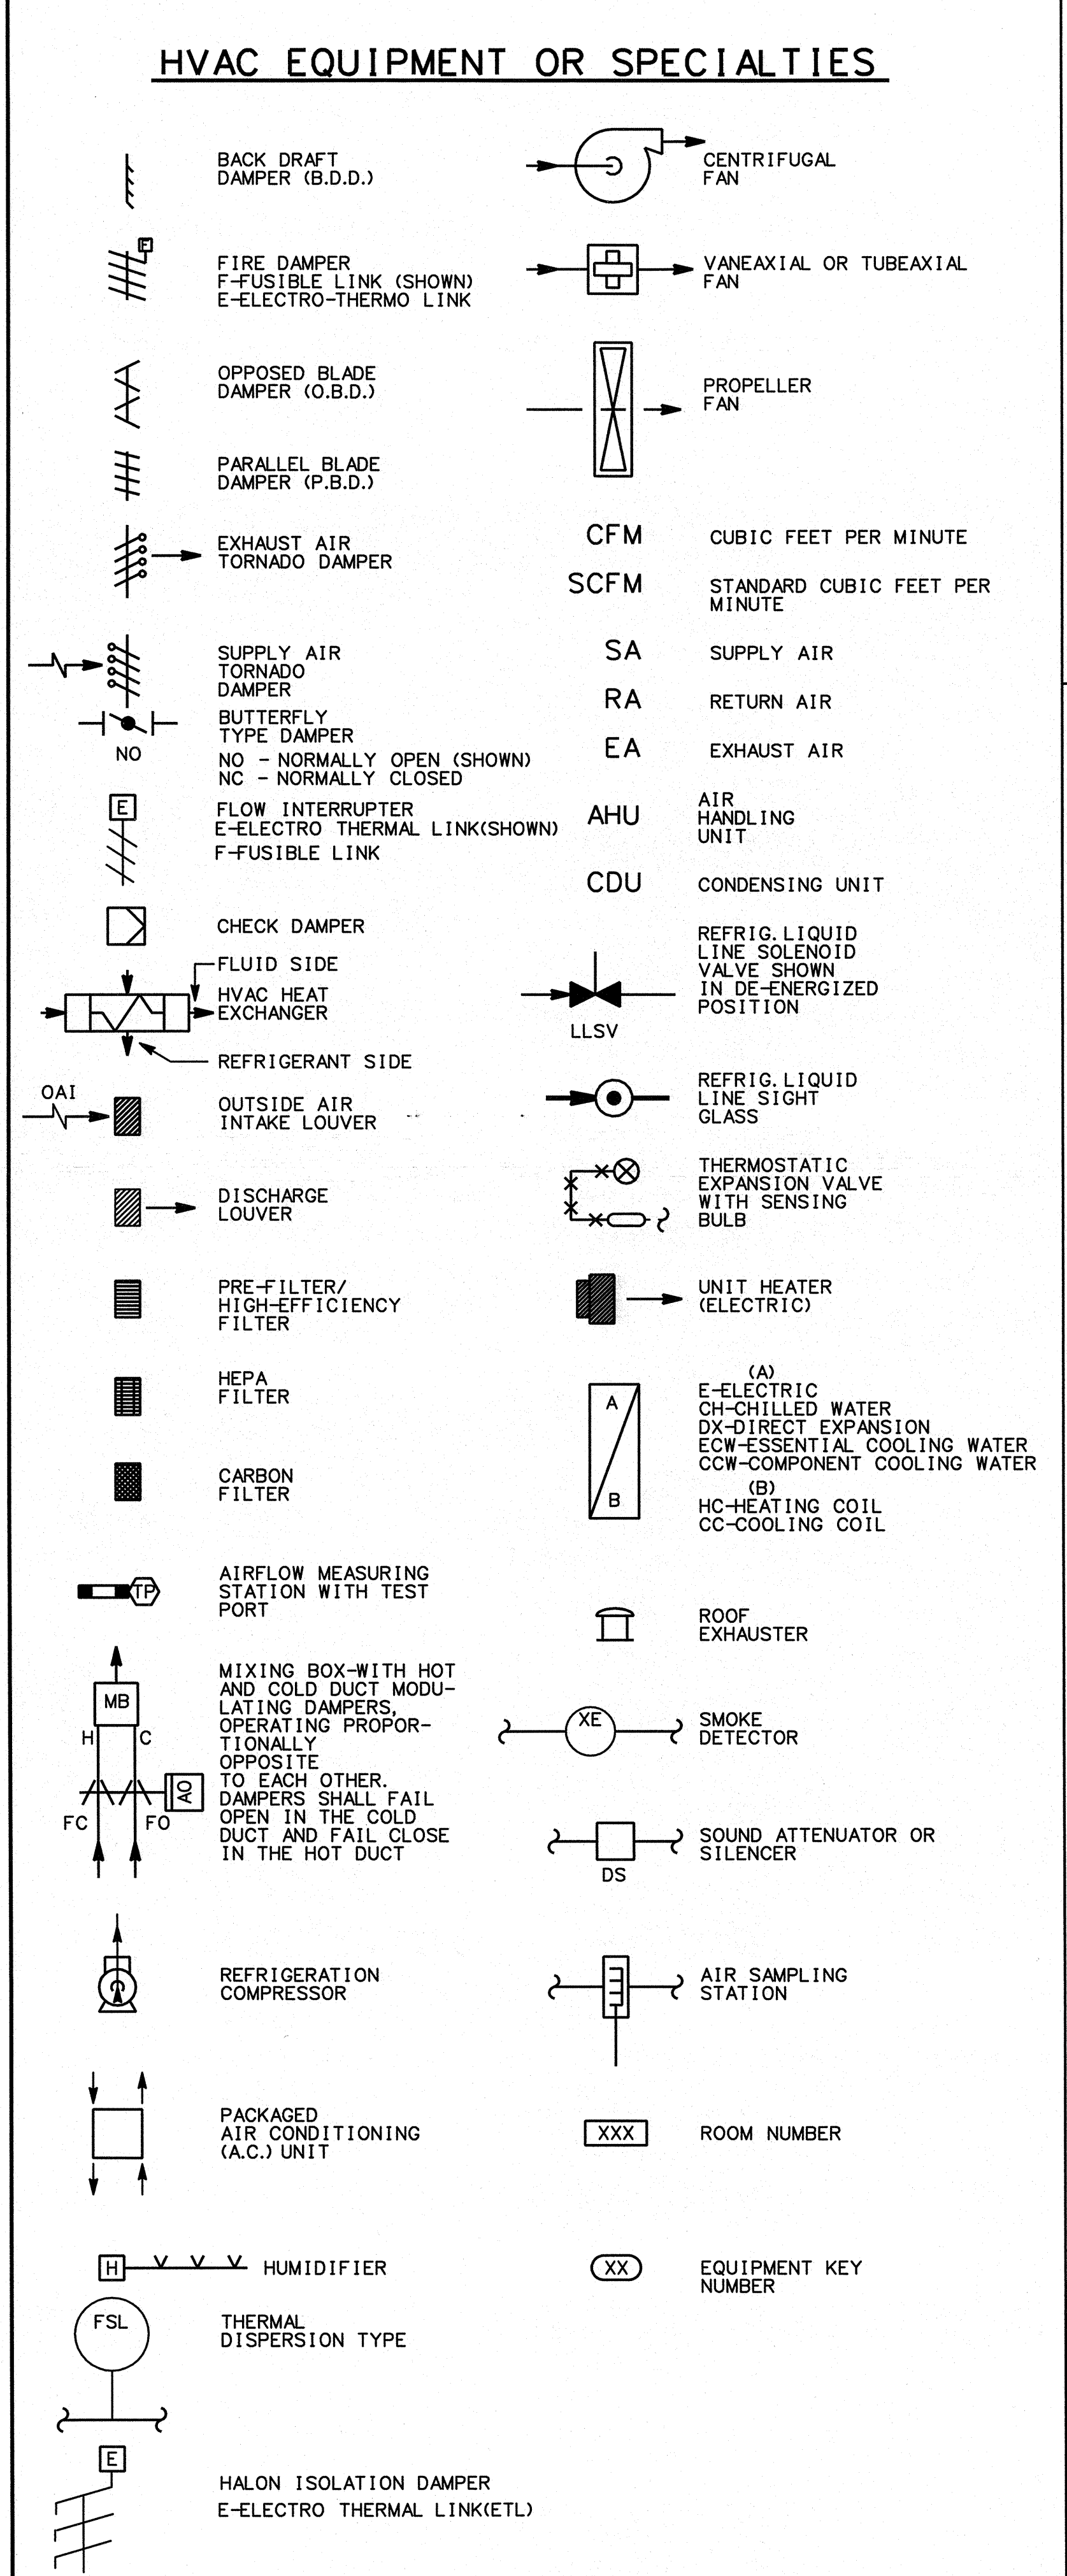 HVAC EQUIPMENT OR SPECIALTIES
BACK DRAFT
DAMPER (B.D.D.)
F
FIRE DAMPER
F-FUSIBLE LINK (SHOWN)
E-ELECTRO-THERMO LINK
OPPOSED BLADE
DAMPER (O.B.D.)
PARALLEL BLADE
DAMPER (P.B.D.)
EXHAUST AIR
TORNADO DAMPER
SUPPLY AIR
TORNADO
DAMPER
BUTTERFLY
TYPE DAMPER
NO
NO - NORMALLY OPEN (SHOWN)
NC - NORMALLY CLOSED
E
FLOW INTERRUPTER
E-ELECTRO THERMAL LINK(SHOWN)
F-FUSIBLE LINK
CHECK DAMPER
FLUID SIDE
HVAC HEAT
EXCHANGER
REFRIGERANT SIDE
OAI
OUTSIDE AIR
INTAKE LOUVER
DISCHARGE
LOUVER
PRE-FILTER/
HIGH-EFFICIENCY
FILTER
HEPA
FILTER
CARBON
FILTER
TP
AIRFLOW MEASURING
STATION WITH TEST
PORT
MB
H C
AO
FC FO
MIXING BOX-WITH HOT
AND COLD DUCT MODU-
LATING DAMPERS,
OPERATING PROPOR-
TIONALLY
OPPOSITE
TO EACH OTHER.
DAMPERS SHALL FAIL
OPEN IN THE COLD
DUCT AND FAIL CLOSE
IN THE HOT DUCT
REFRIGERATION
COMPRESSOR
PACKAGED
AIR CONDITIONING
(A.C.) UNIT
H
HUMIDIFIER
FSL
THERMAL
DISPERSION TYPE
E
HALON ISOLATION DAMPER
E-ELECTRO THERMAL LINK(ETL)
CENTRIFUGAL
FAN
VANEAXIAL OR TUBEAXIAL
FAN
PROPELLER
FAN
CFM CUBIC FEET PER MINUTE
SCFM STANDARD CUBIC FEET PER
MINUTE
SA SUPPLY AIR
RA RETURN AIR
EA EXHAUST AIR
AHU
AIR
HANDLING
UNIT
CDU CONDENSING UNIT
REFRIG. LIQUID
LINE SOLENOID
VALVE SHOWN
IN DE-ENERGIZED
POSITION
LLSV
REFRIG. LIQUID
LINE SIGHT
GLASS
THERMOSTATIC
EXPANSION VALVE
WITH SENSING
BULB
UNIT HEATER
(ELECTRIC)
A
B
(A)
E-ELECTRIC
CH-CHILLED WATER
DX-DIRECT EXPANSION
ECW-ESSENTIAL COOLING WATER
CCW-COMPONENT COOLING WATER
(B)
HC-HEATING COIL
CC-COOLING COIL
ROOF
EXHAUSTER
XE
SMOKE
DETECTOR
SOUND ATTENUATOR OR
SILENCER
DS
AIR SAMPLING
STATION
XXX
ROOM NUMBER
XX
EQUIPMENT KEY
NUMBER